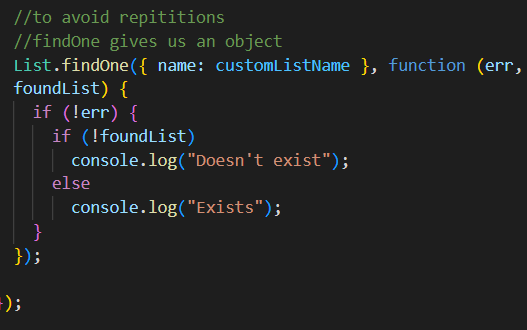 //to avoid repititions
//findOne gives us an object
List.findOne({ name: customListName }, function (err,
foundList) {
if (!err) {
if (!foundList)
console.log("Doesn't exist");
else
console.log("Exists");
}
});
});